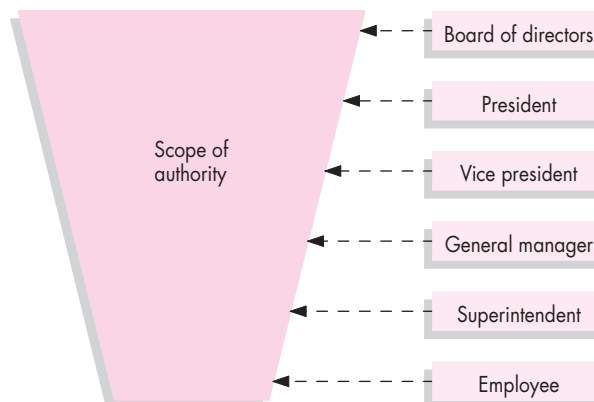 Board of directors
President
Scope of
authority
Vice president
General manager
Superintendent
Employee